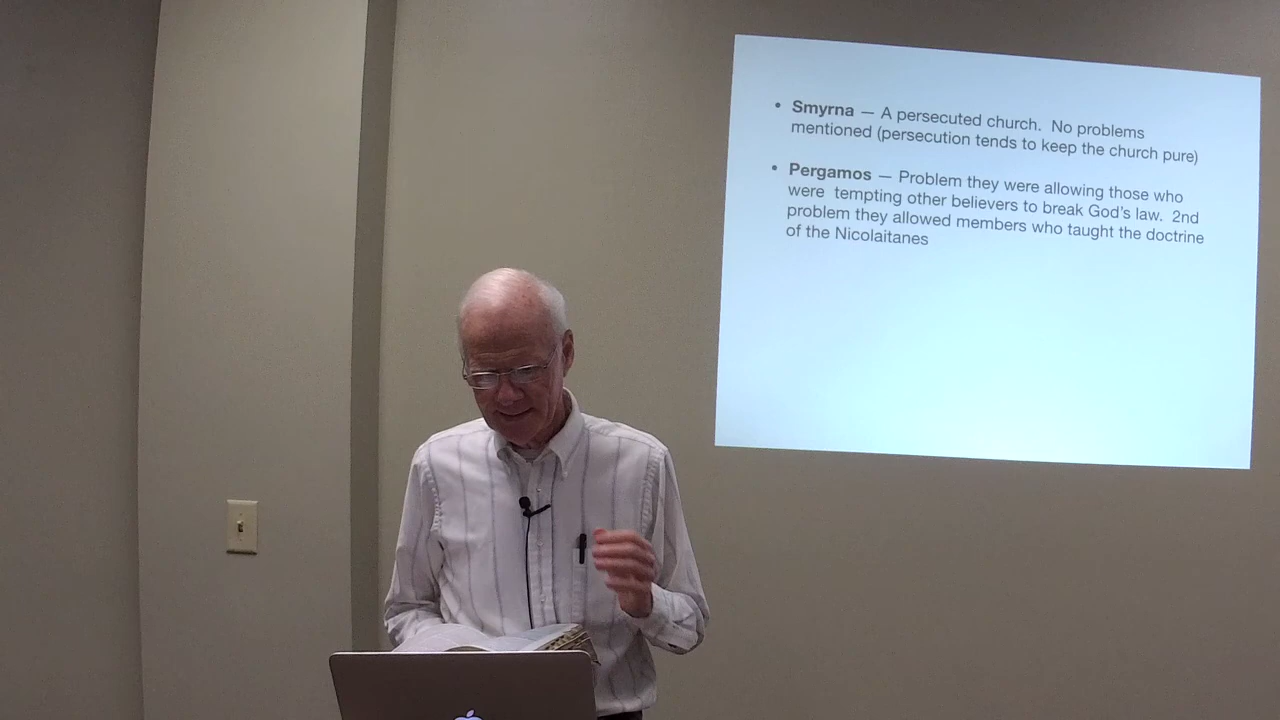 • Smyrna — A persecuted church. No problems
mentioned (persecution tends to keep the church pure)
• Pergamos — Problem they were allowing those who
were tempting other believers to break God's law. 2nd
problem they allowed members who taught the doctrine
of the Nicolaitanes